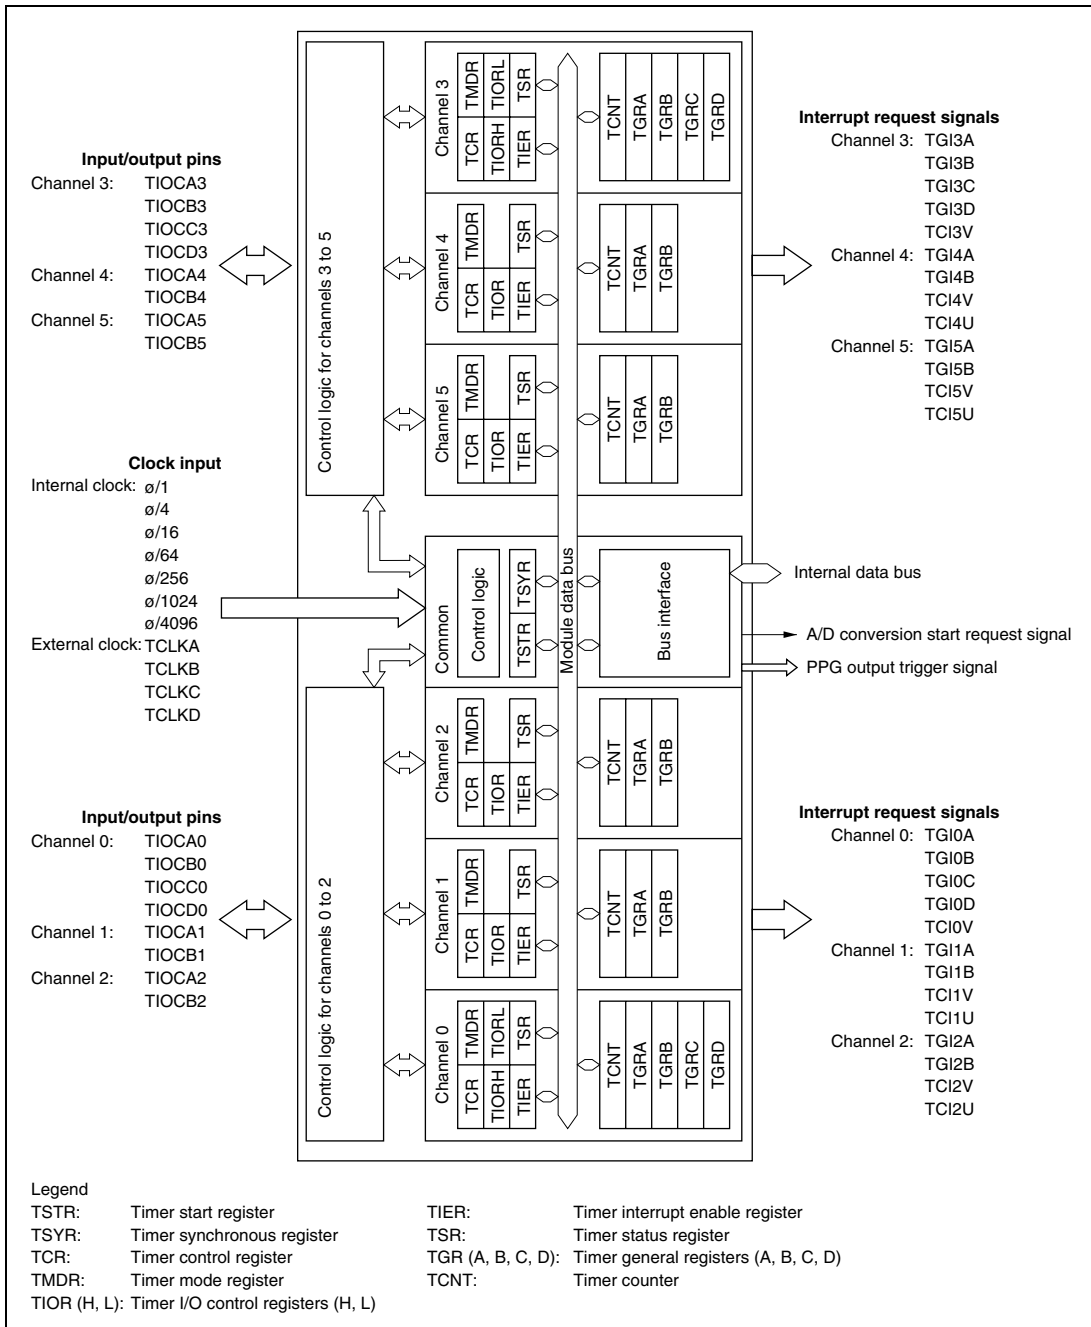 Input/output pins
Channel 3: TIOCA3
TIOCB3
TIOCC3
TIOCD3
Channel 4: TIOCA4
TIOCB4
Channel 5: TIOCA5
TIOCB5
Clock input
Internal clock: ø/1
ø/4
ø/16
ø/64
ø/256
ø/1024
ø/4096
External clock: TCLKA
TCLKB
TCLKC
TCLKD
Input/output pins
Channel 0: TIOCA0
TIOCB0
TIOCC0
TIOCD0
Channel 1: TIOCA1
TIOCB1
Channel 2: TIOCA2
TIOCB2
Control logic for channels 3 to 5
Control logic for channels 0 to 2
Channel 3
TCR TMDR
TIORH TIORL
TIER TSR
TCNT
TGRA
TGRB
TGRC
TGRD
Channel 4
TCR TMDR
TIOR
TIER TSR
TCNT
TGRA
TGRB
Channel 5
TCR TMDR
TIOR
TIER TSR
TCNT
TGRA
TGRB
Common
Control logic
TSTR TSYR
Module data bus
Bus interface
Channel 2
TCR TMDR
TIOR
TIER TSR
TCNT
TGRA
TGRB
Channel 1
TCR TMDR
TIOR
TIER TSR
TCNT
TGRA
TGRB
Channel 0
TCR TMDR
TIORH TIORL
TIER TSR
TCNT
TGRA
TGRB
TGRC
TGRD
Interrupt request signals
Channel 3: TGI3A
TGI3B
TGI3C
TGI3D
TCI3V
Channel 4: TGI4A
TGI4B
TCI4V
TCI4U
Channel 5: TGI5A
TGI5B
TCI5V
TCI5U
Internal data bus
A/D conversion start request signal
PPG output trigger signal
Interrupt request signals
Channel 0: TGI0A
TGI0B
TGI0C
TGI0D
TCI0V
Channel 1: TGI1A
TGI1B
TCI1V
TCI1U
Channel 2: TGI2A
TGI2B
TCI2V
TCI2U
Legend
TSTR: Timer start register
TSYR: Timer synchronous register
TCR: Timer control register
TMDR: Timer mode register
TIOR (H, L): Timer I/O control registers (H, L)
TIER: Timer interrupt enable register
TSR: Timer status register
TGR (A, B, C, D): Timer general registers (A, B, C, D)
TCNT: Timer counter